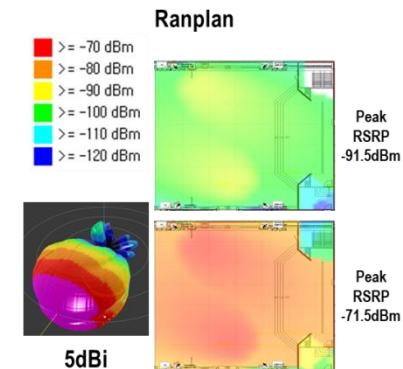 Ranplan
>= -70 dBm
>= -80 dBm
>= -90 dBm
>= -100 dBm
>= -110 dBm
>= -120 dBm
Peak
RSRP
-91.5dBm
Peak
RSRP
-71.5dBm
5dBi